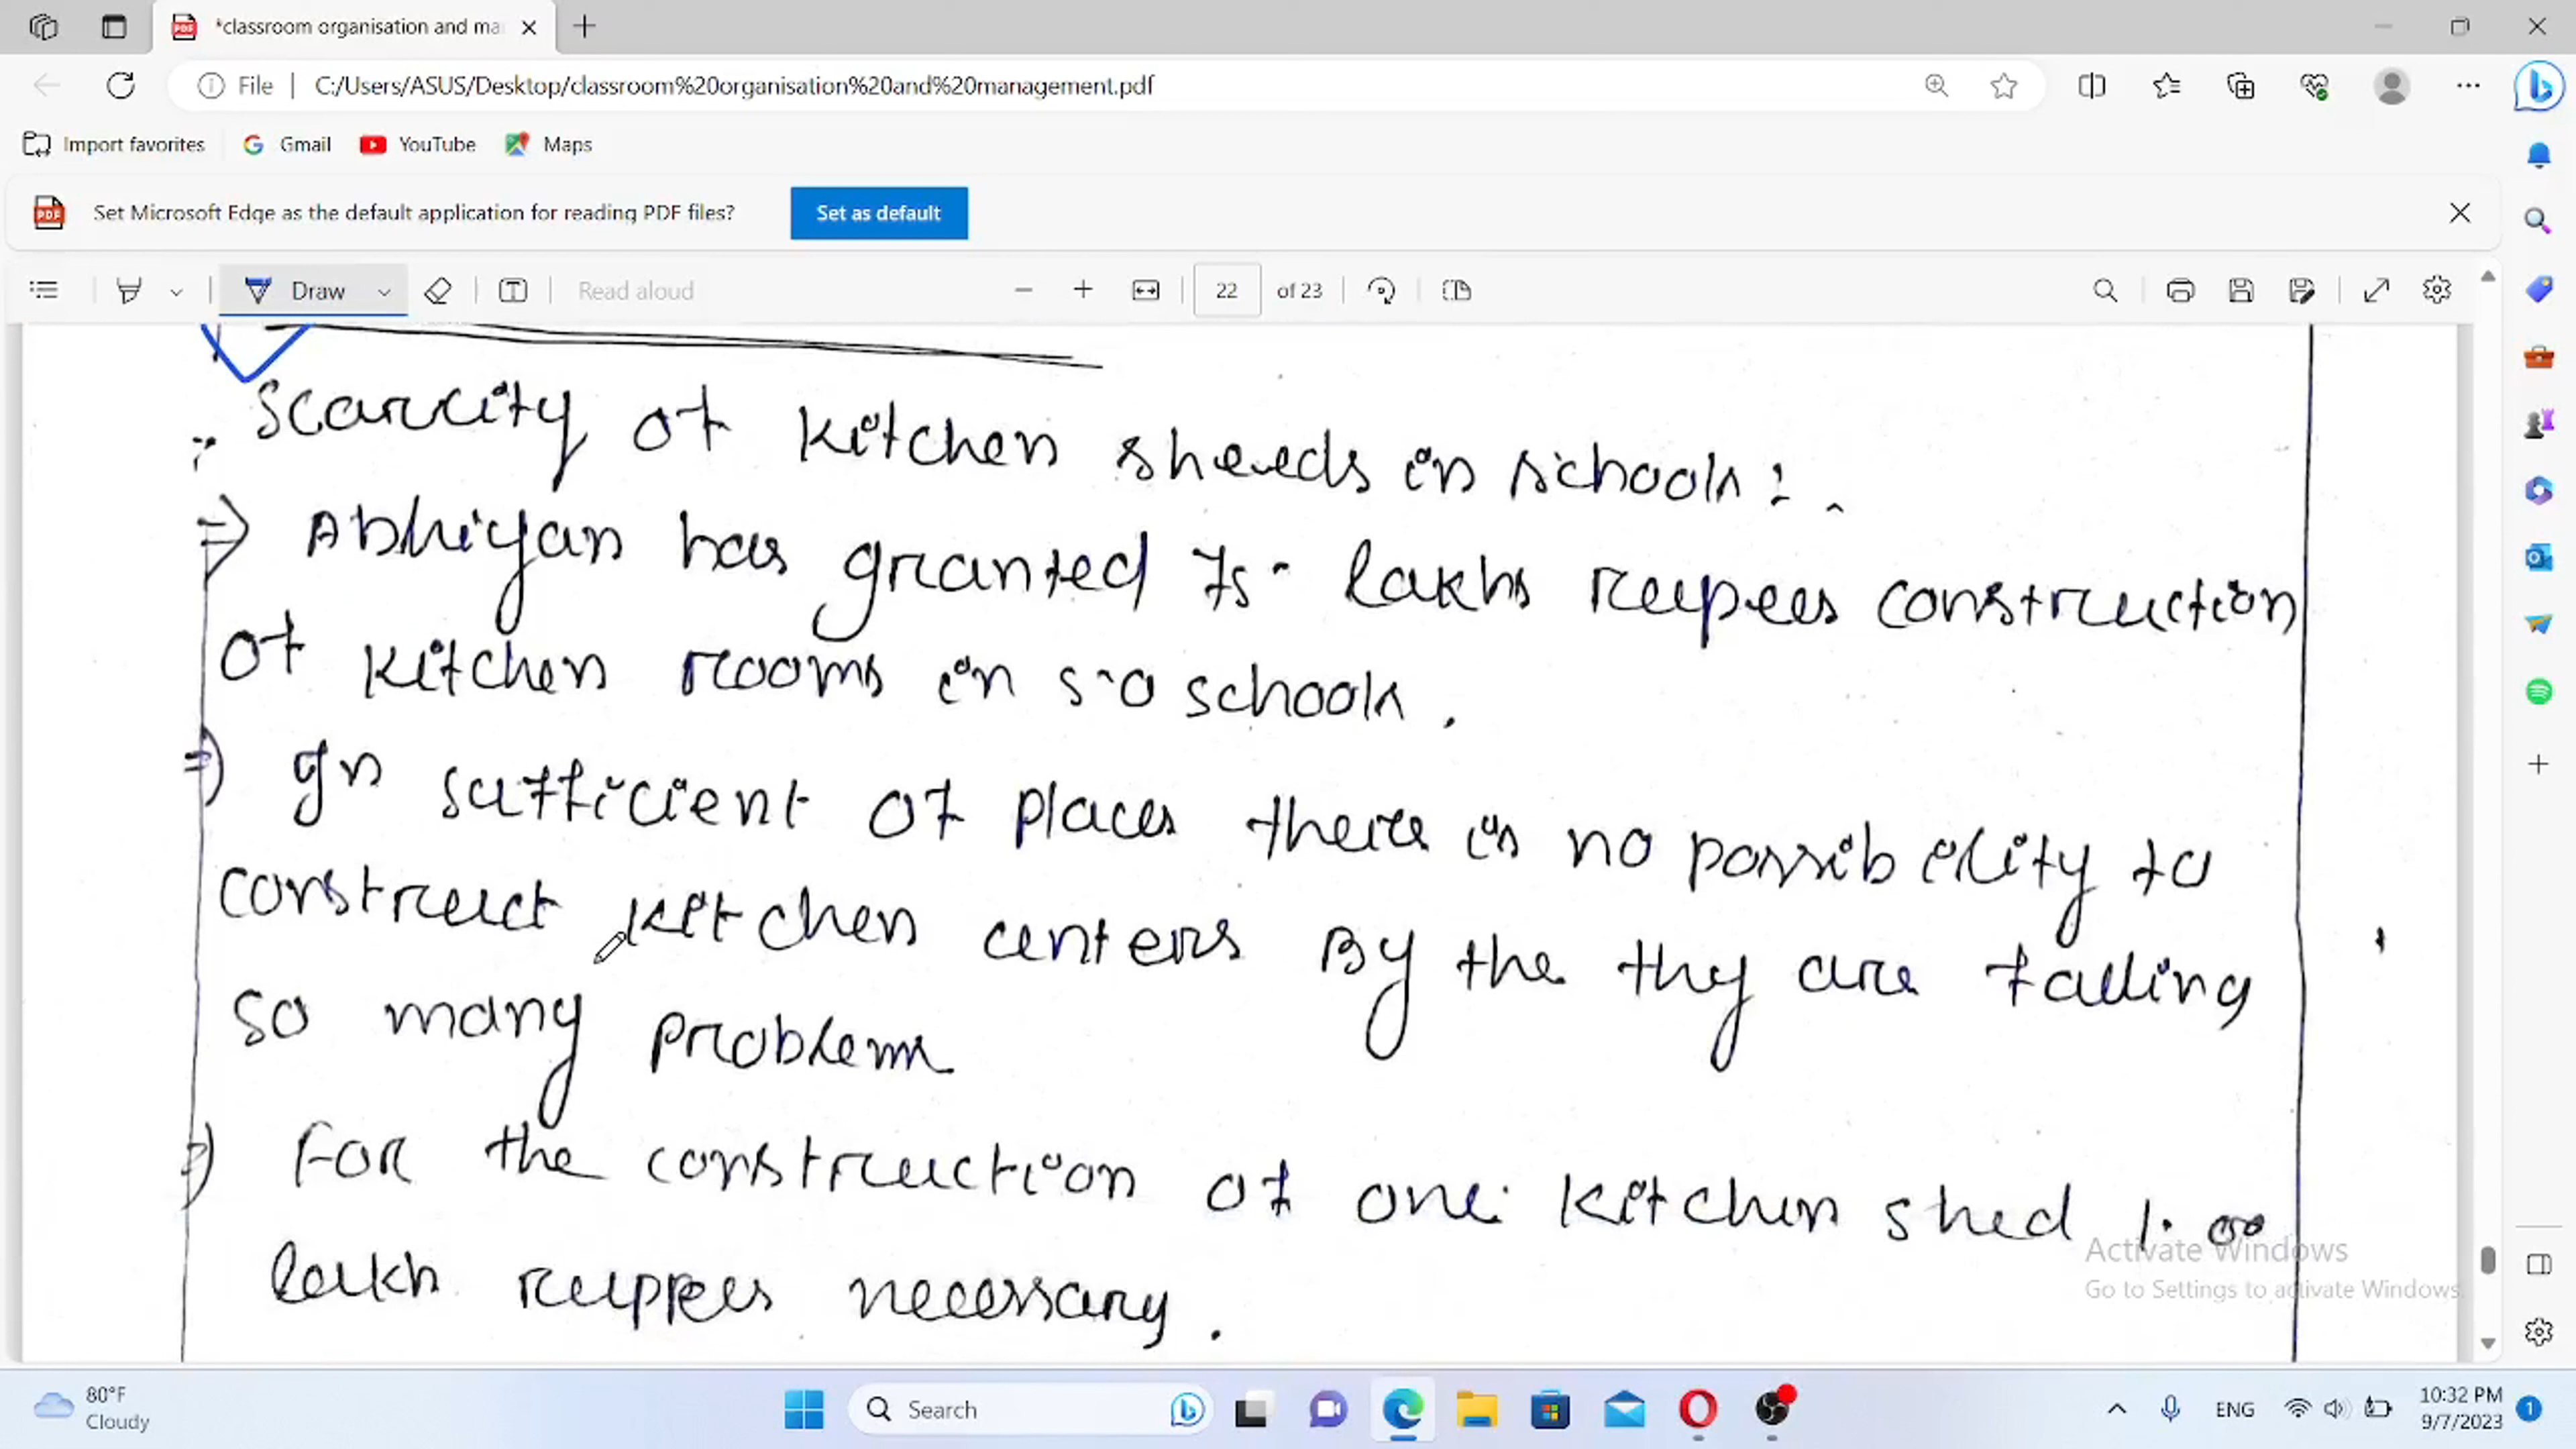 *classroom organisation and ma
File | C:/Users/ASUS/Desktop/classroom%20organisation%20and%20management.pdf
Import favorites Gmail YouTube Maps
Set Microsoft Edge as the default application for reading PDF files? Set as default
Draw Read aloud 22 of 23
Scarcity of kitchen sheds in schools :.
=> Abhiyan has granted 75 lakhs rupees construction
of kitchen rooms in 50 schools.
=> In sufficient of places there is no possibility to
construct kitchen centers By the thy are falling
so many problem
=> For the construction of one kitchen shed 1.
lakh rupees necessary.
Activate Windows
Go to Settings to activate Windows.
80°F
Cloudy
Search
ENG
10:32 PM
9/7/2023
1